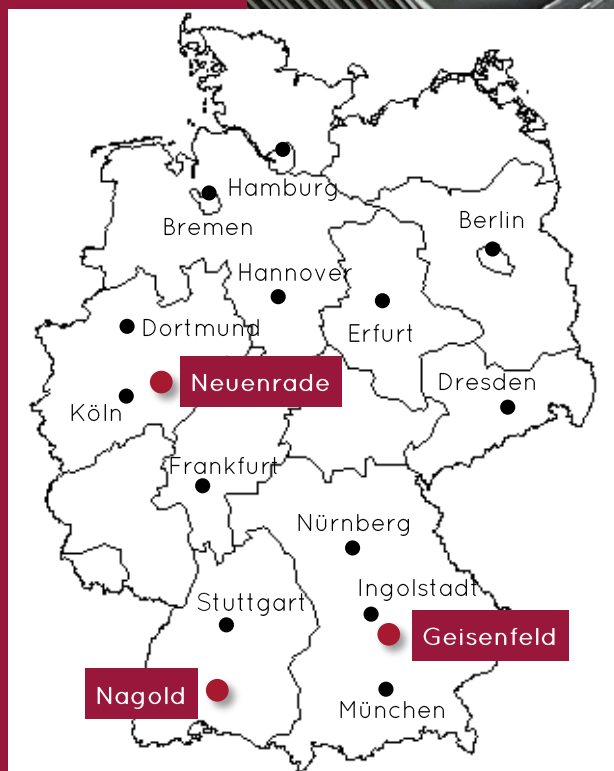 Hamburg
Bremen
Berlin
Hannover
Dortmund
Erfurt
Neuenrade
Dresden
Köln
Frankfurt
Nürnberg
Ingolstadt
Stuttgart
Geisenfeld
Nagold
München